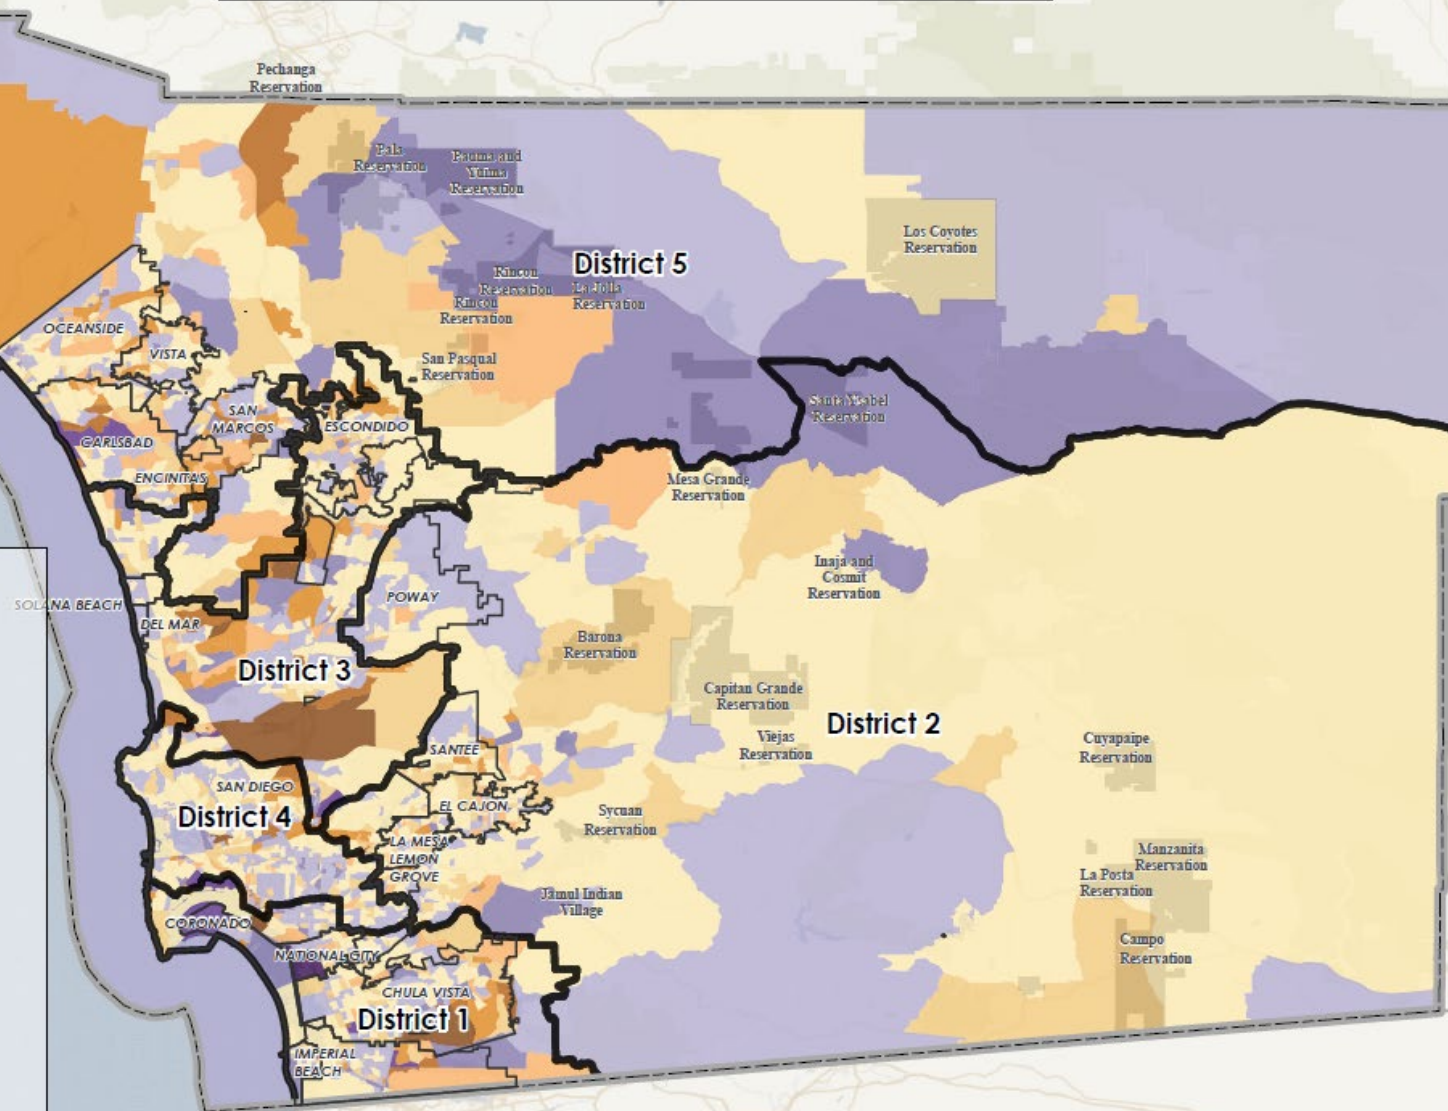 Pechanga
Reservation
Pala
Reservation
Pauma and
Yuima
Reservation
Los Coyotes
Reservation
District 5
Rincon
Reservation
La Jolla
Reservation
Rincon
Reservation
OCEANSIDE
VISTA
San Pasqual
Reservation
SAN
MARCOS
Santa Ysabel
Reservation
ESCONDIDO
CARLSBAD
ENCINITAS
Mesa Grande
Reservation
Inaja and
Cosmit
Reservation
POWAY
SOLANA BEACH
DEL MAR
Barona
Reservation
District 3
Capitan Grande
Reservation
District 2
Viejas
Reservation
Cuyapaipe
Reservation
SANTEE
SAN DIEGO
District 4
EL CAJON
Sycuan
Reservation
LA MESA
LEMON
GROVE
Manzanita
Reservation
La Posta
Reservation
Jamul Indian
Village
CORONADO
Campo
Reservation
NATIONAL CITY
CHULA VISTA
District 1
IMPERIAL
BEACH